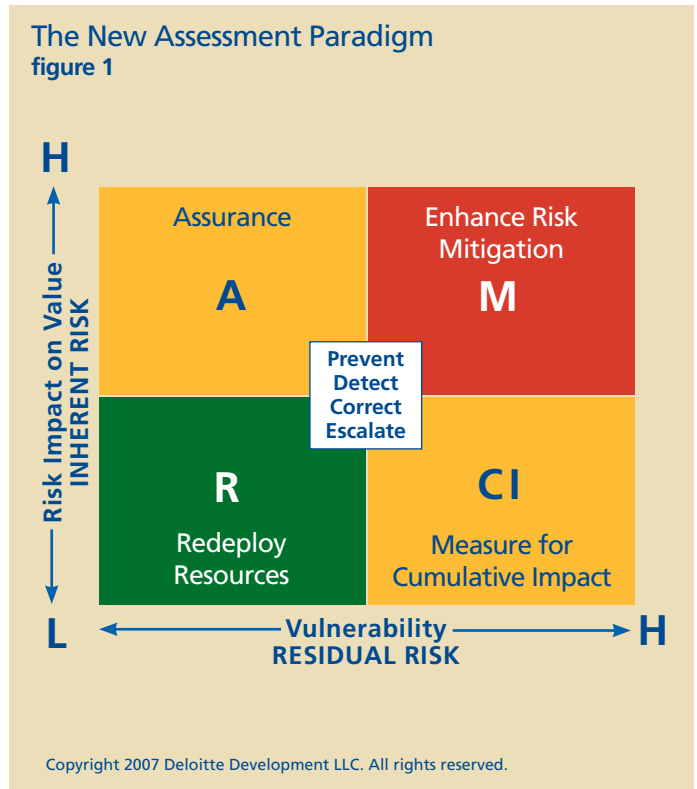 The New Assessment Paradigm
figure 1
H
Risk Impact on Value
INHERENT RISK
Assurance
A
Enhance Risk
Mitigation
M
Prevent
Detect
Correct
Escalate
R
Redeploy
Resources
CI
Measure for
Cumulative Impact
L
Vulnerability
RESIDUAL RISK
H
Copyright 2007 Deloitte Development LLC. All rights reserved.